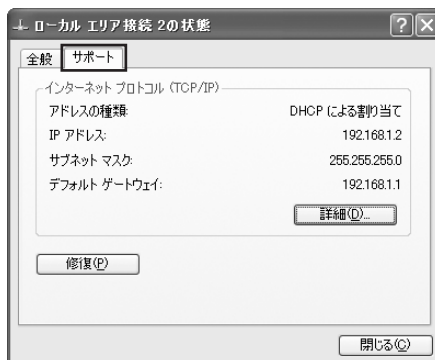 ローカル エリア接続 2の状態
全般 サポート
インターネット プロトコル (TCP/IP)
アドレスの種類: DHCP による割り当て
IP アドレス: 192.168.1.2
サブネット マスク: 255.255.255.0
デフォルト ゲートウェイ: 192.168.1.1
詳細(D)...
修復(P)
閉じる(C)